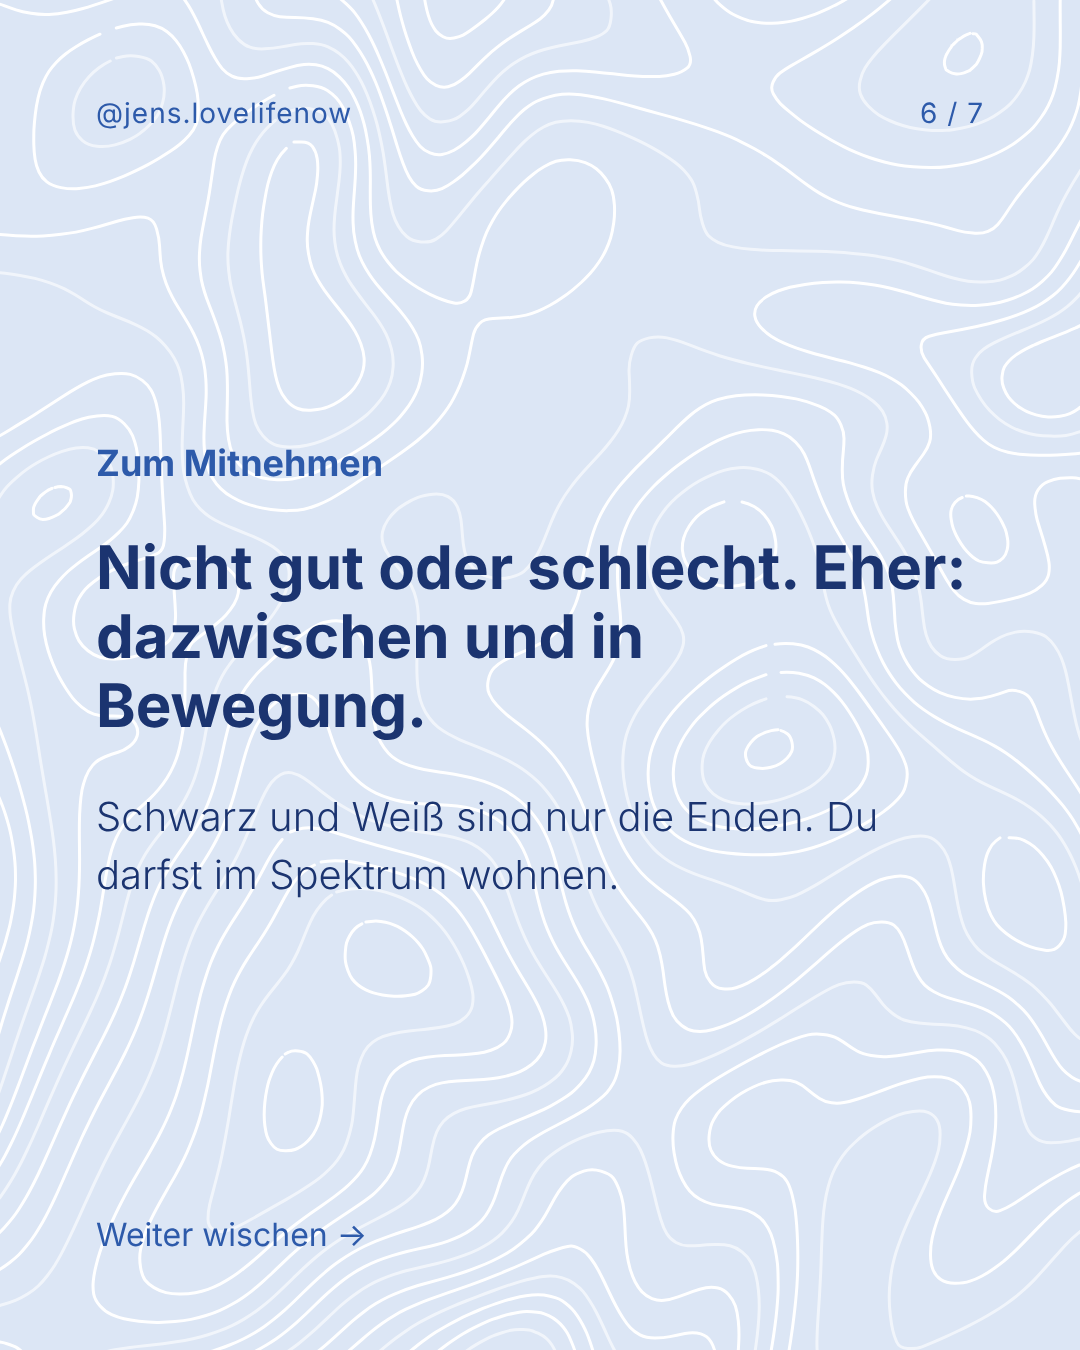 @jens.lovelifenow
6 / 7
Zum Mitnehmen
Nicht gut oder schlecht. Eher:
dazwischen und in
Bewegung.
Schwarz und Weiß sind nur die Enden. Du
darfst im Spektrum wohnen.
Weiter wischen →